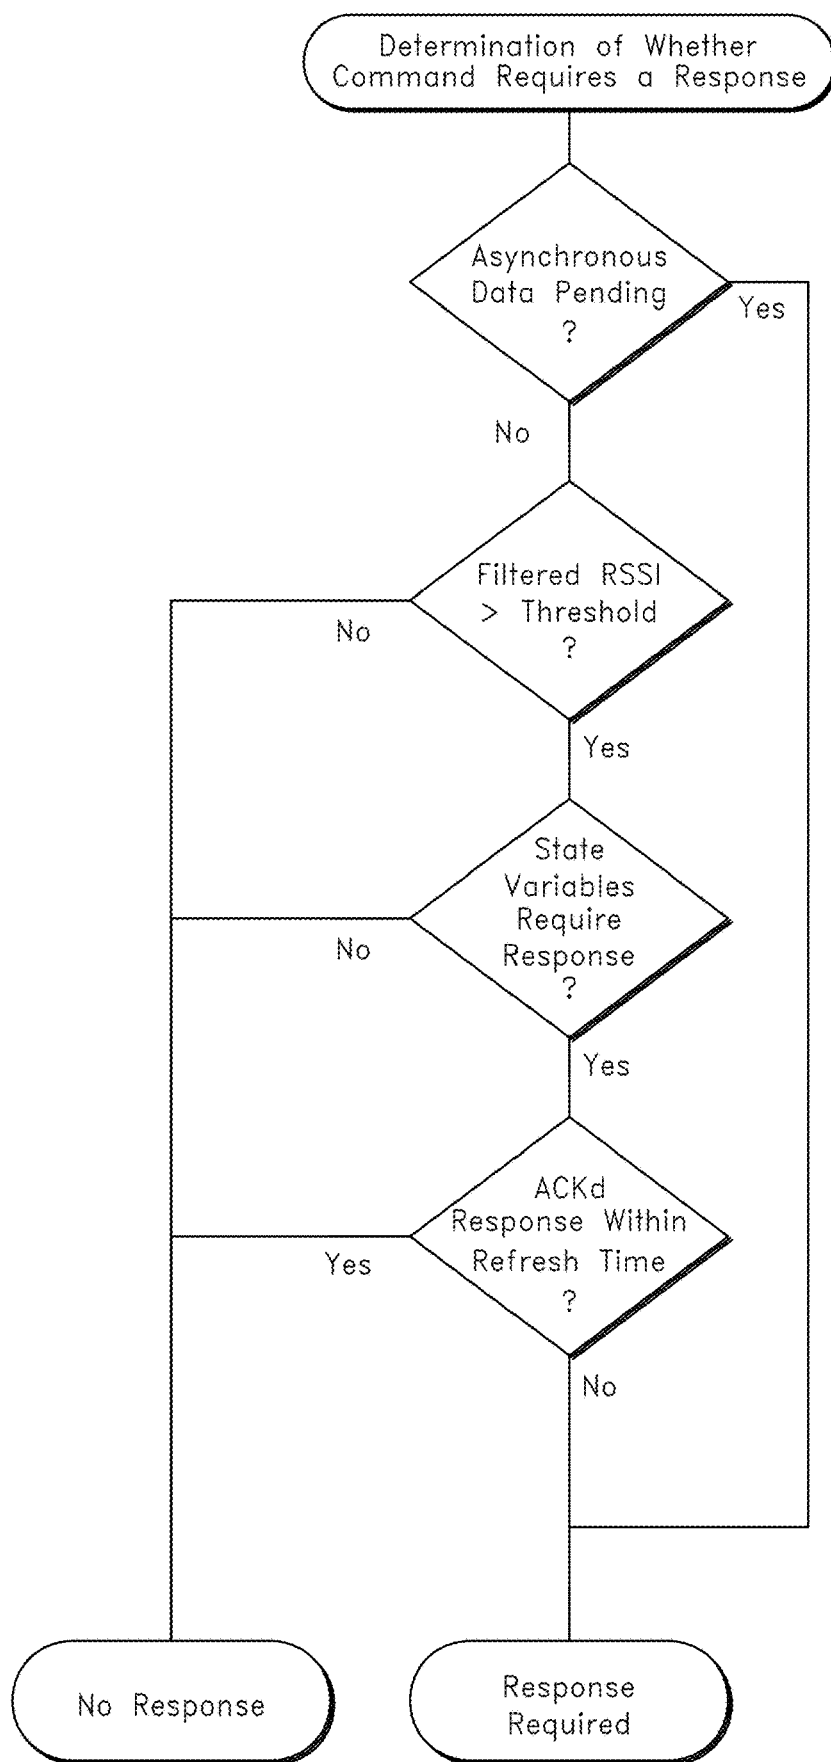 Determination of Whether
Command Requires a Response
Asynchronous
Data Pending
?
Yes
No
Filtered RSSI
> Threshold
?
No
Yes
State
Variables
Require
Response
?
No
Yes
ACKd
Response Within
Refresh Time
?
Yes
No
No Response
Response
Required